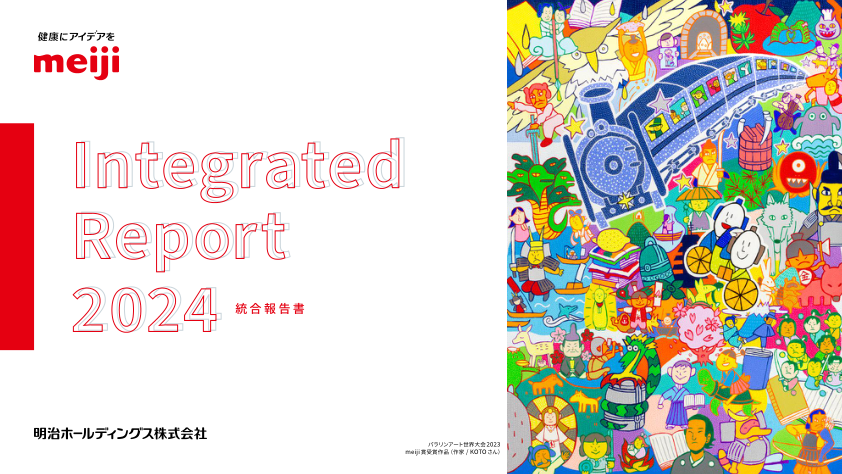 健康にアイデアを
meiji
Integrated
Report
2024 統合報告書
明治ホールディングス株式会社
パラリンアート世界大会2023
meiji賞受賞作品（作家 / KOTOさん）
金